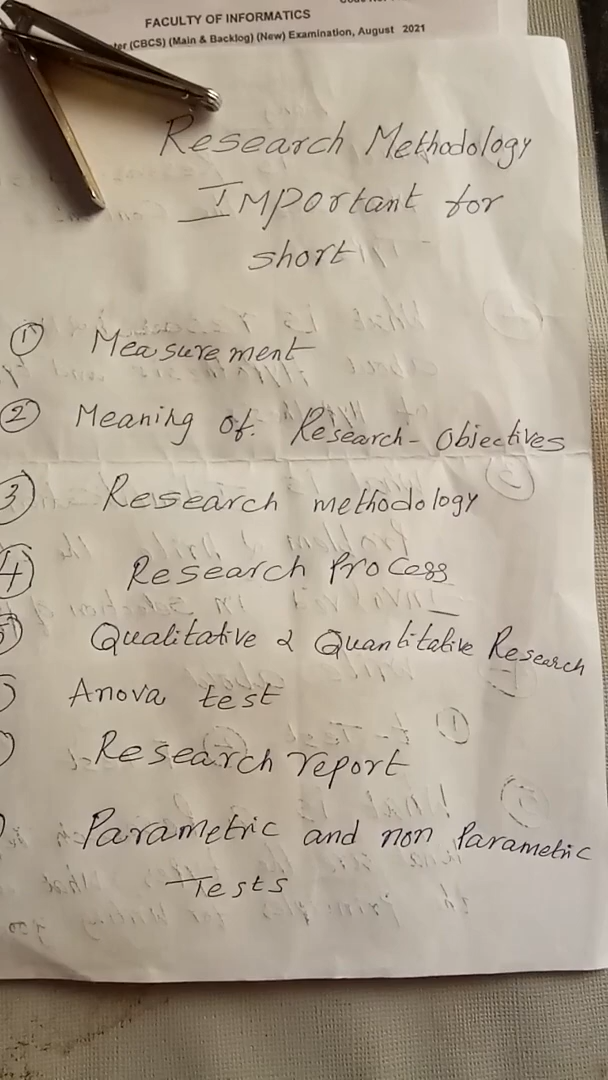 FACULTY OF INFORMATICS
(CBCS) (Main & Backlog) (New) Examination, August 2021
Research Methodology
Important for
short
① Measurement
② Meaning of. Research - Objectives
3 Research methodology
4 Research Process
5 Qualitative & Quantitative Research
Anova test
Research report
Parametric and non Parametric
Tests